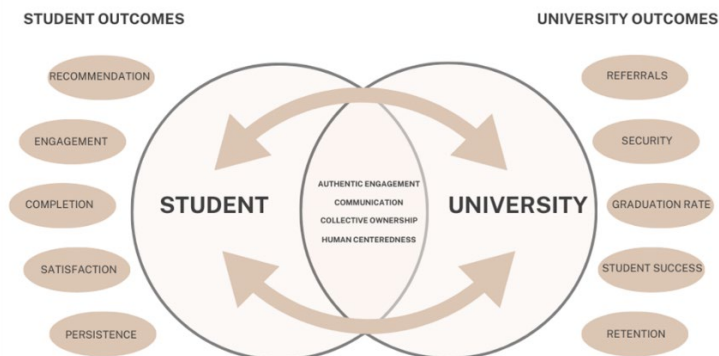 STUDENT OUTCOMES
UNIVERSITY OUTCOMES
RECOMMENDATION
ENGAGEMENT
COMPLETION
SATISFACTION
PERSISTENCE
STUDENT
AUTHENTIC ENGAGEMENT
COMMUNICATION
COLLECTIVE OWNERSHIP
HUMAN CENTEREDNESS
UNIVERSITY
REFERRALS
SECURITY
GRADUATION RATE
STUDENT SUCCESS
RETENTION